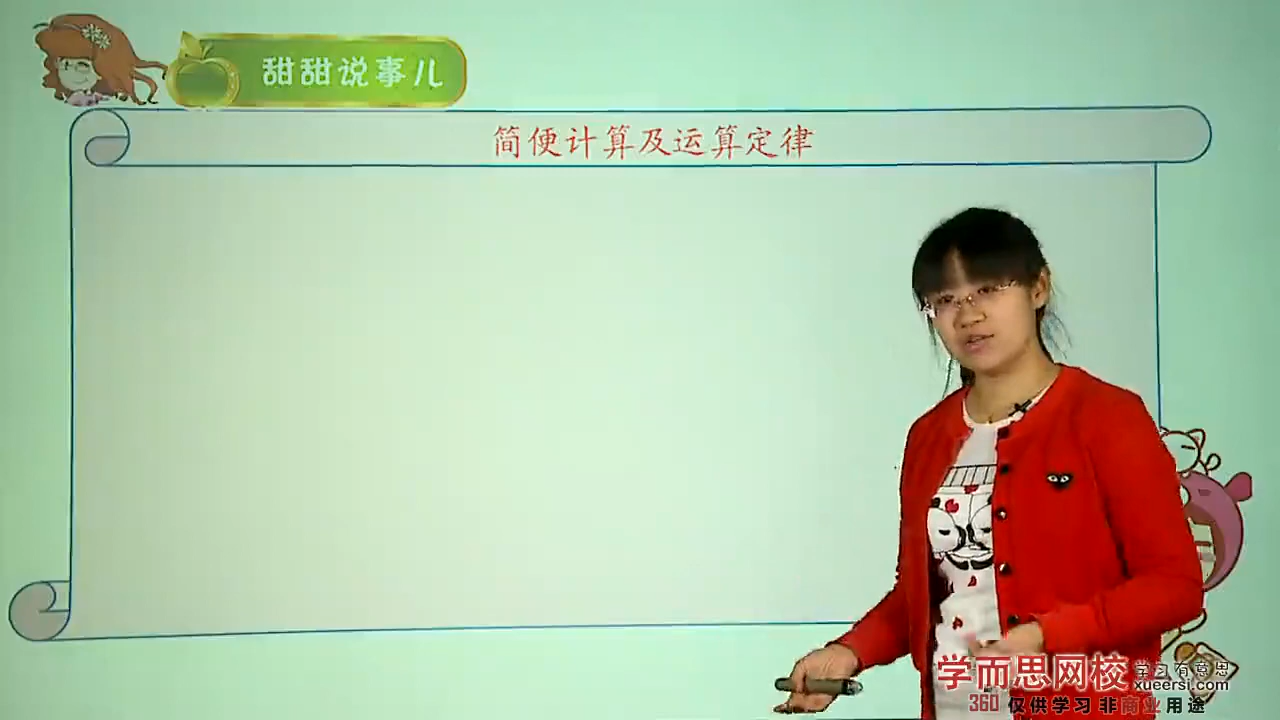 甜甜说事儿
简便计算及运算定律
学而思网校 学习有意思
xueersi.com
360 仅供学习 非商业用途